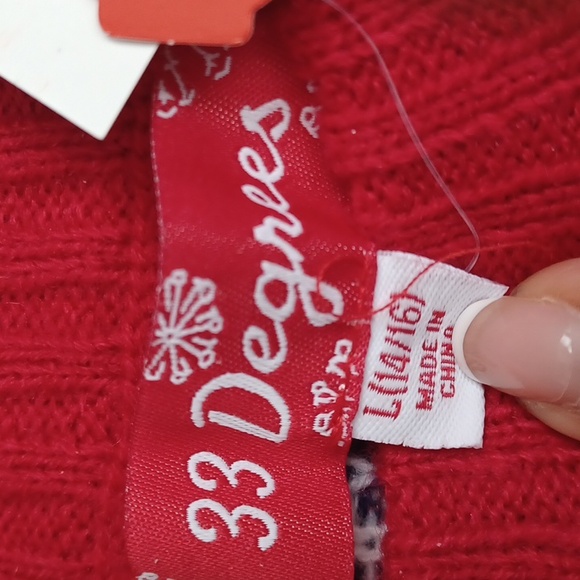 33 Degrees
L(14/16)
MADE IN
CHINA